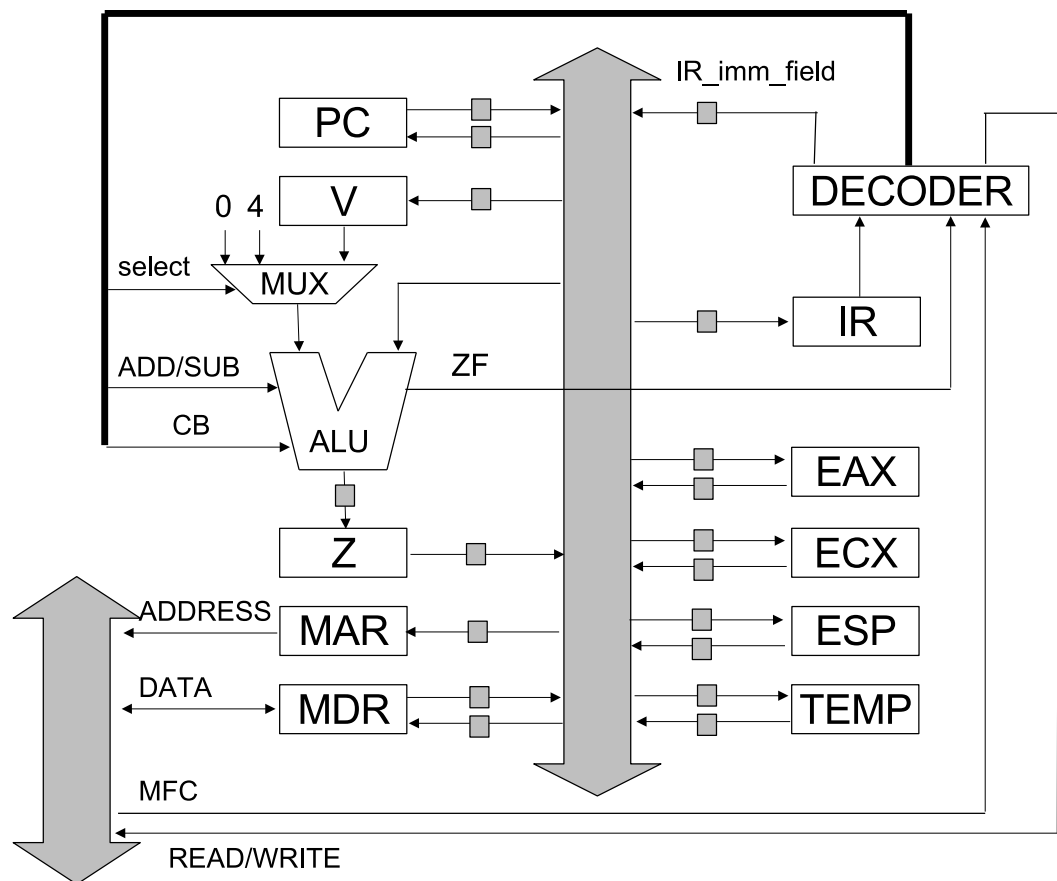 IR_imm_field
PC
DECODER
V
0 4
select
MUX
IR
ADD/SUB
ZF
CB
ALU
EAX
Z
ECX
ADDRESS
MAR
ESP
DATA
MDR
TEMP
MFC
READ/WRITE